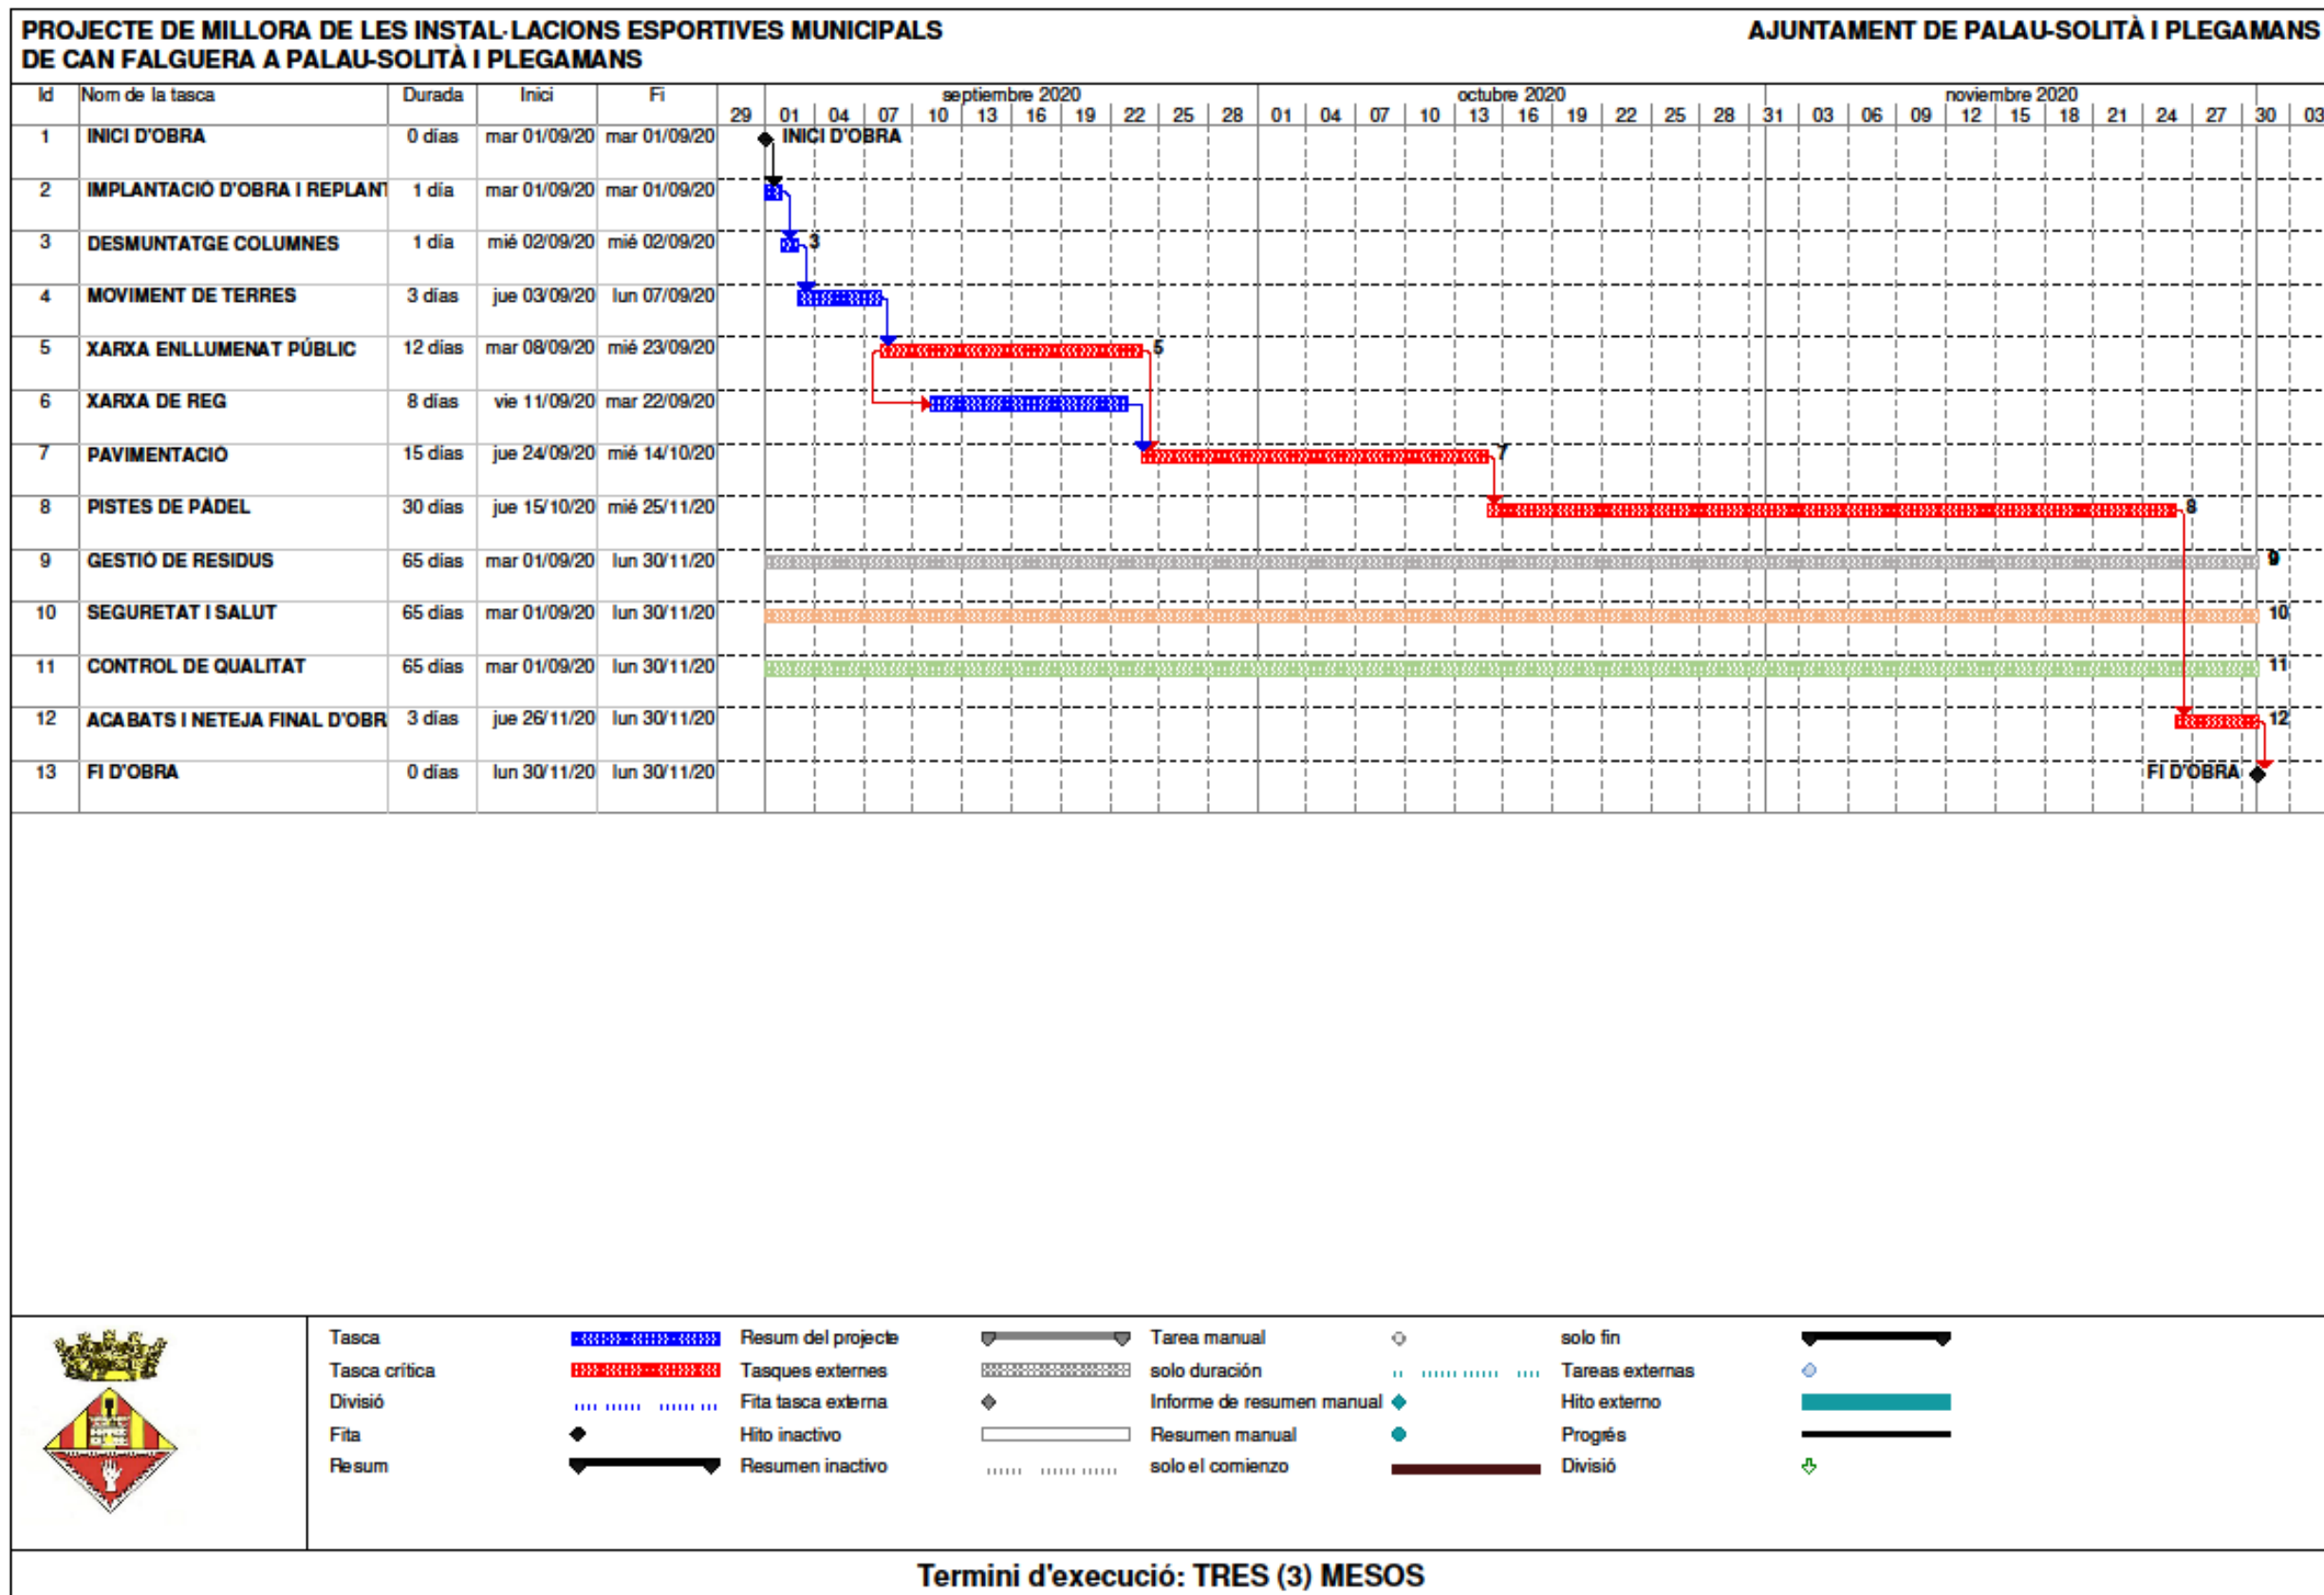 PROJECTE DE MILLORA DE LES INSTAL·LACIONS ESPORTIVES MUNICIPALS
DE CAN FALGUERA A PALAU-SOLITÀ I PLEGAMANS
AJUNTAMENT DE PALAU-SOLITÀ I PLEGAMANS
Id Nom de la tasca Durada Inici Fi septiembre 2020 octubre 2020 noviembre 2020
29 01 04 07 10 13 16 19 22 25 28 01 04 07 10 13 16 19 22 25 28 31 03 06 09 12 15 18 21 24 27 30 03
1 INICI D'OBRA 0 días mar 01/09/20 mar 01/09/20 INICI D'OBRA
2 IMPLANTACIÓ D'OBRA I REPLANT 1 día mar 01/09/20 mar 01/09/20
3 DESMUNTATGE COLUMNES 1 día mié 02/09/20 mié 02/09/20 3
4 MOVIMENT DE TERRES 3 días jue 03/09/20 lun 07/09/20
5 XARXA ENLLUMENAT PÚBLIC 12 días mar 08/09/20 mié 23/09/20 5
6 XARXA DE REG 8 días vie 11/09/20 mar 22/09/20
7 PAVIMENTACIÓ 15 días jue 24/09/20 mié 14/10/20 7
8 PISTES DE PÀDEL 30 días jue 15/10/20 mié 25/11/20 8
9 GESTIÓ DE RESIDUS 65 días mar 01/09/20 lun 30/11/20 9
10 SEGURETAT I SALUT 65 días mar 01/09/20 lun 30/11/20 10
11 CONTROL DE QUALITAT 65 días mar 01/09/20 lun 30/11/20 11
12 ACABATS I NETEJA FINAL D'OBR 3 días jue 26/11/20 lun 30/11/20 12
13 FI D'OBRA 0 días lun 30/11/20 lun 30/11/20 FI D'OBRA
Tasca Resum del projecte Tarea manual solo fin
Tasca crítica Tasques externes solo duración Tareas externas
Divisió Fita tasca externa Informe de resumen manual Hito externo
Fita Hito inactivo Resumen manual Progrés
Resum Resumen inactivo solo el comienzo Divisió
Termini d'execució: TRES (3) MESOS